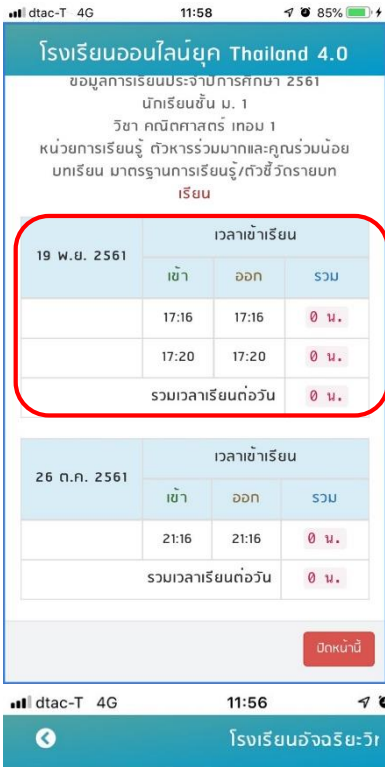 dtac-T 4G 11:58 85%
โรงเรียนออนไลน์ยุค Thailand 4.0
ข้อมูลการเรียนประจำปีการศึกษา 2561
นักเรียนชั้น ม. 1
วิชา คณิตศาสตร์ เทอม 1
หน่วยการเรียนรู้ ตัวหารร่วมมากและคูณร่วมน้อย
บทเรียน มาตรฐานการเรียนรู้/ตัวชี้วัดรายบท
เรียน
19 พ.ย. 2561 เวลาเข้าเรียน
เข้า ออก รวม
17:16 17:16 0 น.
17:20 17:20 0 น.
รวมเวลาเรียนต่อวัน 0 น.
26 ต.ค. 2561 เวลาเข้าเรียน
เข้า ออก รวม
21:16 21:16 0 น.
รวมเวลาเรียนต่อวัน 0 น.
ปิดหน้านี้
dtac-T 4G 11:56
โรงเรียนอัจฉริยะวิ